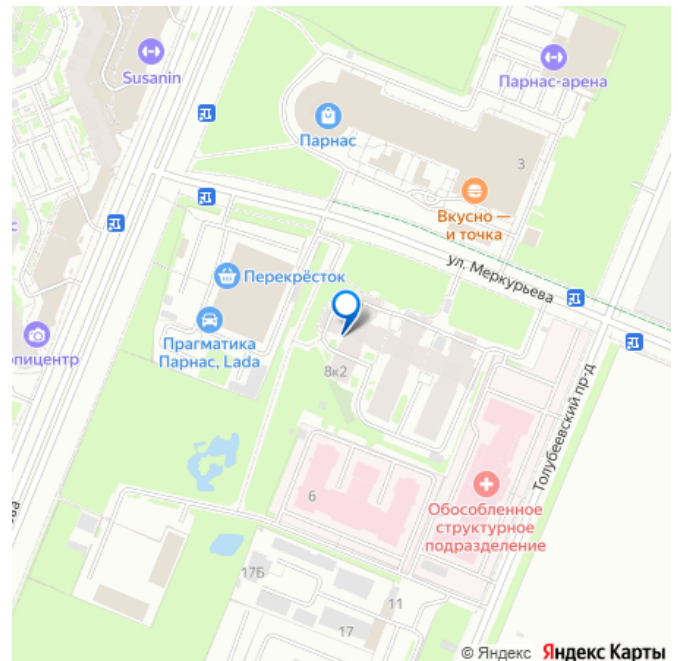 Susanin
Парнас-арена
Парнас
3
Вкусно —
и точка
ул. Меркурьева
Перекрёсток
Прагматика
Парнас, Lada
опицентр
8к2
Толубеевский пр-д
6
Обособленное
структурное
подразделение
17Б
11
17
© Яндекс Яндекс Карты